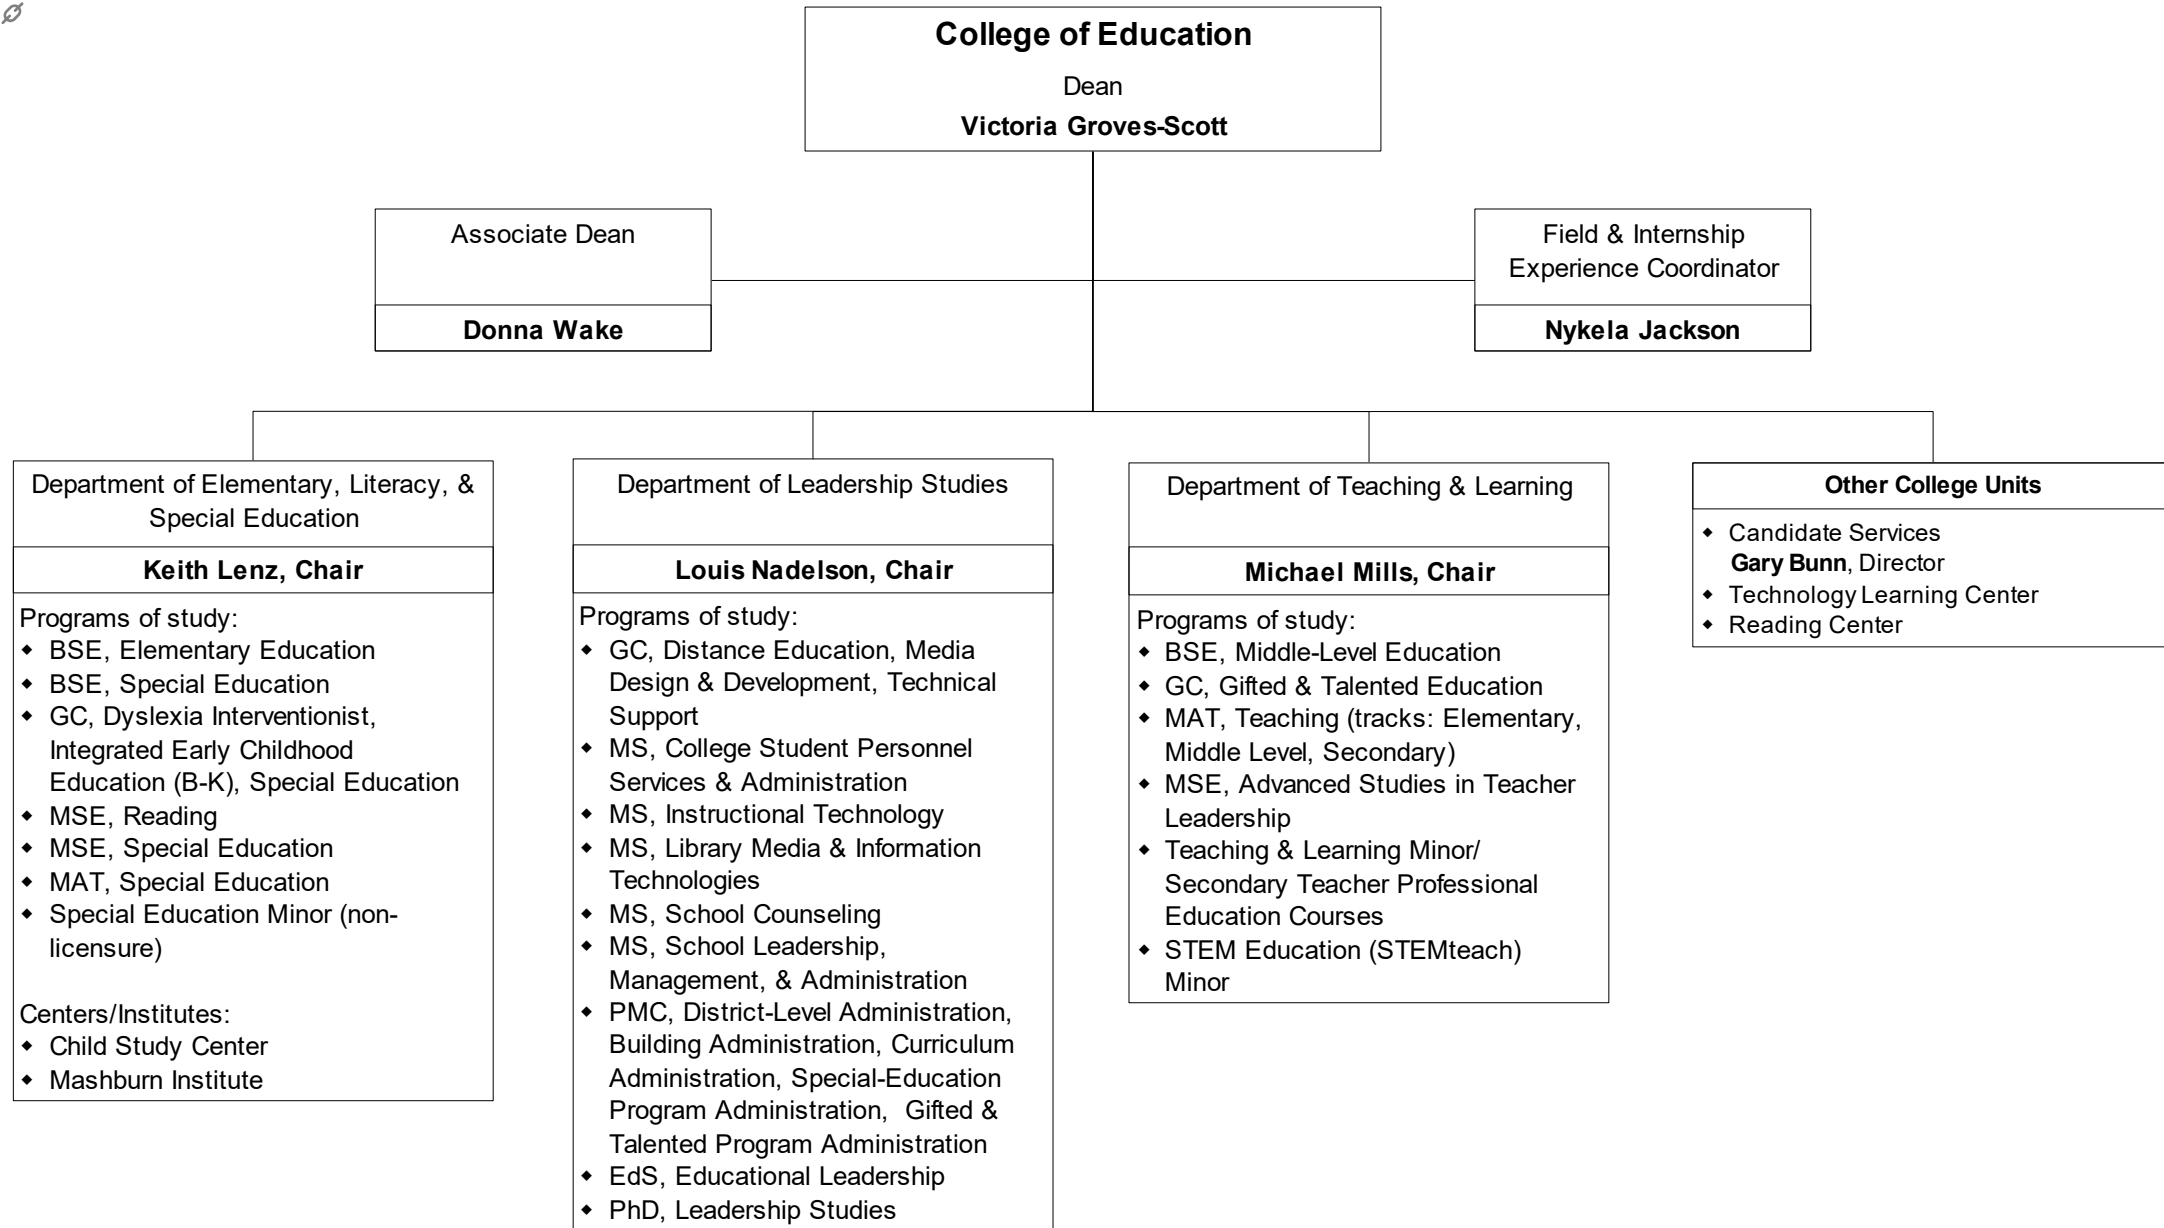 College of Education
Dean
Victoria Groves-Scott
Associate Dean
Donna Wake
Field & Internship
Experience Coordinator
Nykela Jackson
Department of Elementary, Literacy, &
Special Education
Keith Lenz, Chair
Programs of study:
◆ BSE, Elementary Education
◆ BSE, Special Education
◆ GC, Dyslexia Interventionist,
Integrated Early Childhood
Education (B-K), Special Education
◆ MSE, Reading
◆ MSE, Special Education
◆ MAT, Special Education
◆ Special Education Minor (non-
licensure)
Centers/Institutes:
◆ Child Study Center
◆ Mashburn Institute
Department of Leadership Studies
Louis Nadelson, Chair
Programs of study:
◆ GC, Distance Education, Media
Design & Development, Technical
Support
◆ MS, College Student Personnel
Services & Administration
◆ MS, Instructional Technology
◆ MS, Library Media & Information
Technologies
◆ MS, School Counseling
◆ MS, School Leadership,
Management, & Administration
◆ PMC, District-Level Administration,
Building Administration, Curriculum
Administration, Special-Education
Program Administration, Gifted &
Talented Program Administration
◆ EdS, Educational Leadership
◆ PhD, Leadership Studies
Department of Teaching & Learning
Michael Mills, Chair
Programs of study:
◆ BSE, Middle-Level Education
◆ GC, Gifted & Talented Education
◆ MAT, Teaching (tracks: Elementary,
Middle Level, Secondary)
◆ MSE, Advanced Studies in Teacher
Leadership
◆ Teaching & Learning Minor/
Secondary Teacher Professional
Education Courses
◆ STEM Education (STEMteach)
Minor
Other College Units
◆ Candidate Services
Gary Bunn, Director
◆ Technology Learning Center
◆ Reading Center